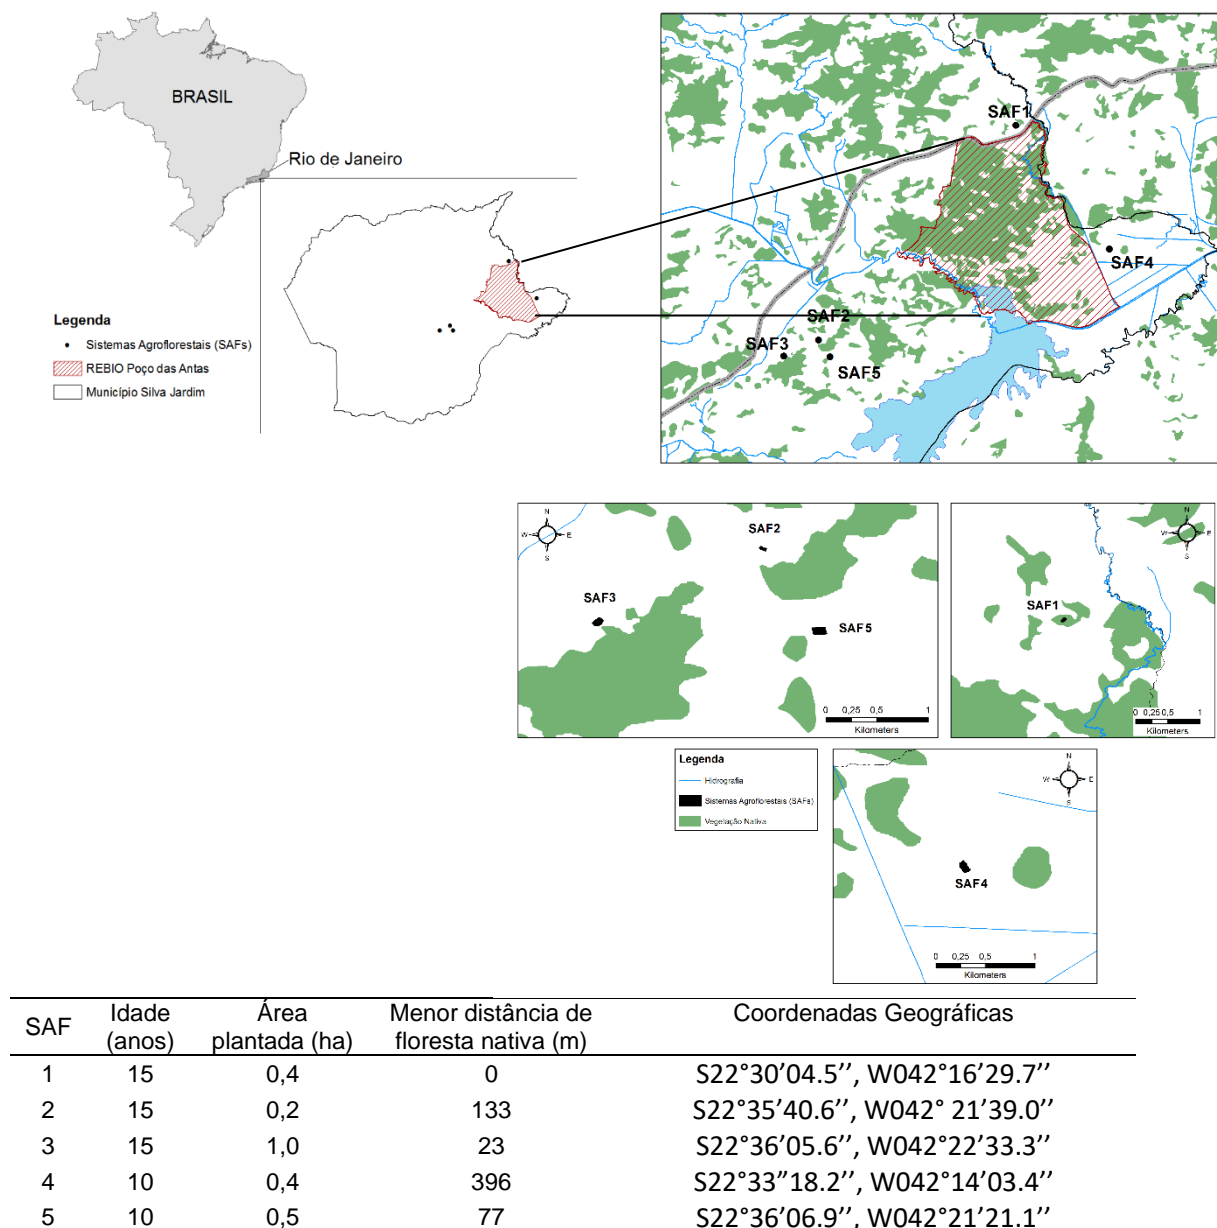 BRASIL
Rio de Janeiro
Legenda
Sistemas Agroflorestais (SAFs)
REBIO Poço das Antas
Município Silva Jardim
SAF1
SAF4
SAF2
SAF3
SAF5
N
W E
S
SAF2
SAF3
SAF5
0 0,25 0,5 1
Kilometers
N
W E
S
SAF1
0 0,25 0,5 1
Kilometers
Legenda
Hidrografia
Sistemas Agroflorestais (SAFs)
Vegetação Nativa
N
W E
S
SAF4
0 0,25 0,5 1
Kilometers
SAF Idade (anos) Área plantada (ha) Menor distância de floresta nativa (m) Coordenadas Geográficas
1 15 0,4 0 S22°30’04.5’’, W042°16’29.7’’
2 15 0,2 133 S22°35’40.6’’, W042° 21’39.0’’
3 15 1,0 23 S22°36’05.6’’, W042°22’33.3’’
4 10 0,4 396 S22°33’’18.2’’, W042°14’03.4’’
5 10 0,5 77 S22°36’06.9’’, W042°21’21.1’’